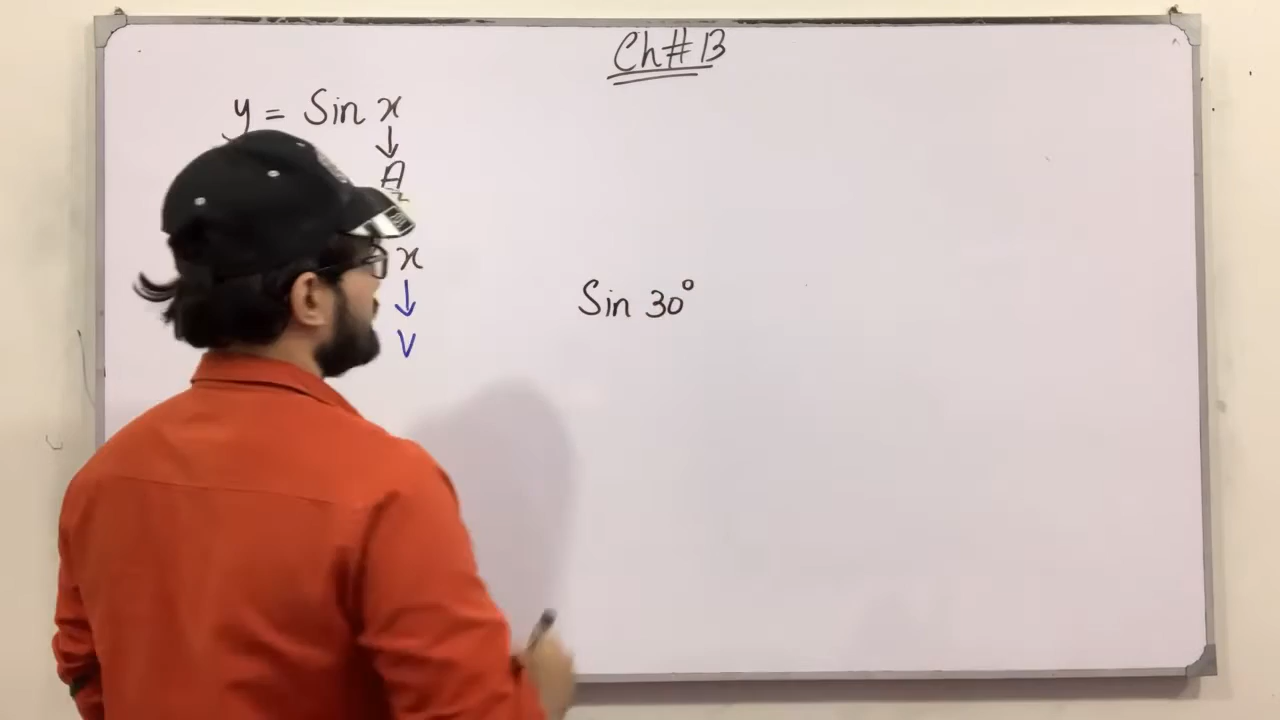 Ch#13
y = Sin x
↓
A
x
↓
V
Sin 30°